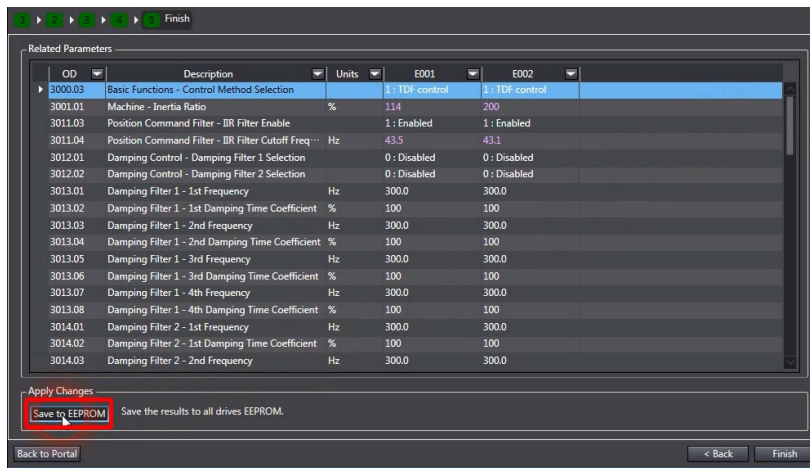 1 2 3 4 5 Finish
Related Parameters
OD Description Units E001 E002
3000.03 Basic Functions - Control Method Selection 1 : TDF control 1 : TDF control
3001.01 Machine - Inertia Ratio % 114 200
3011.03 Position Command Filter - IIR Filter Enable 1 : Enabled 1 : Enabled
3011.04 Position Command Filter - IIR Filter Cutoff Freq… Hz 43.5 43.1
3012.01 Damping Control - Damping Filter 1 Selection 0 : Disabled 0 : Disabled
3012.02 Damping Control - Damping Filter 2 Selection 0 : Disabled 0 : Disabled
3013.01 Damping Filter 1 - 1st Frequency Hz 300.0 300.0
3013.02 Damping Filter 1 - 1st Damping Time Coefficient % 100 100
3013.03 Damping Filter 1 - 2nd Frequency Hz 300.0 300.0
3013.04 Damping Filter 1 - 2nd Damping Time Coefficient % 100 100
3013.05 Damping Filter 1 - 3rd Frequency Hz 300.0 300.0
3013.06 Damping Filter 1 - 3rd Damping Time Coefficient % 100 100
3013.07 Damping Filter 1 - 4th Frequency Hz 300.0 300.0
3013.08 Damping Filter 1 - 4th Damping Time Coefficient % 100 100
3014.01 Damping Filter 2 - 1st Frequency Hz 300.0 300.0
3014.02 Damping Filter 2 - 1st Damping Time Coefficient % 100 100
3014.03 Damping Filter 2 - 2nd Frequency Hz 300.0 300.0
Apply Changes
Save to EEPROM Save the results to all drives EEPROM.
Back to Portal < Back Finish